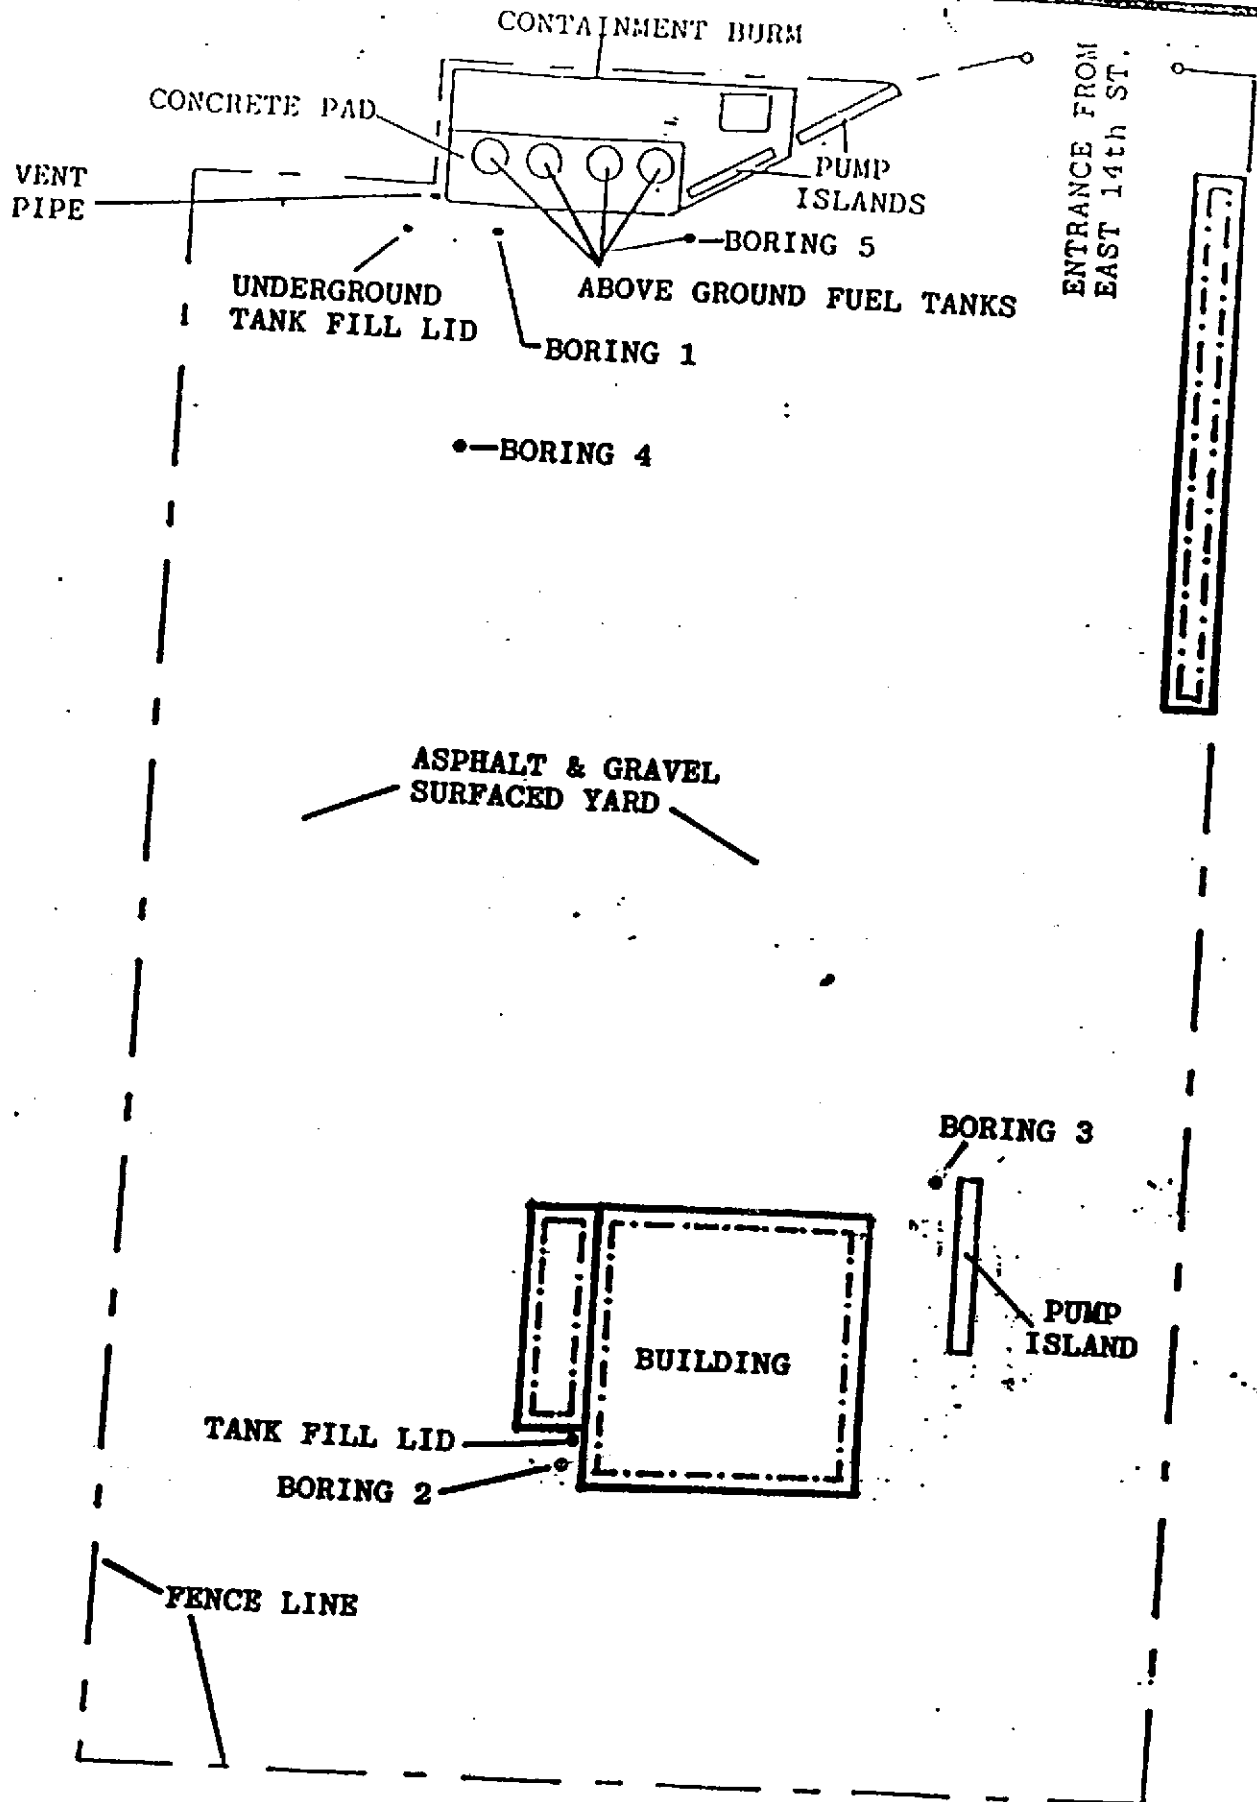 CONTAINMENT BURM
CONCRETE PAD
VENT
PIPE
PUMP
ISLANDS
ENTRANCE FROM
EAST 14th ST.
BORING 5
UNDERGROUND
TANK FILL LID
ABOVE GROUND FUEL TANKS
BORING 1
BORING 4
ASPHALT & GRAVEL
SURFACED YARD
BORING 3
PUMP
ISLAND
BUILDING
TANK FILL LID
BORING 2
FENCE LINE